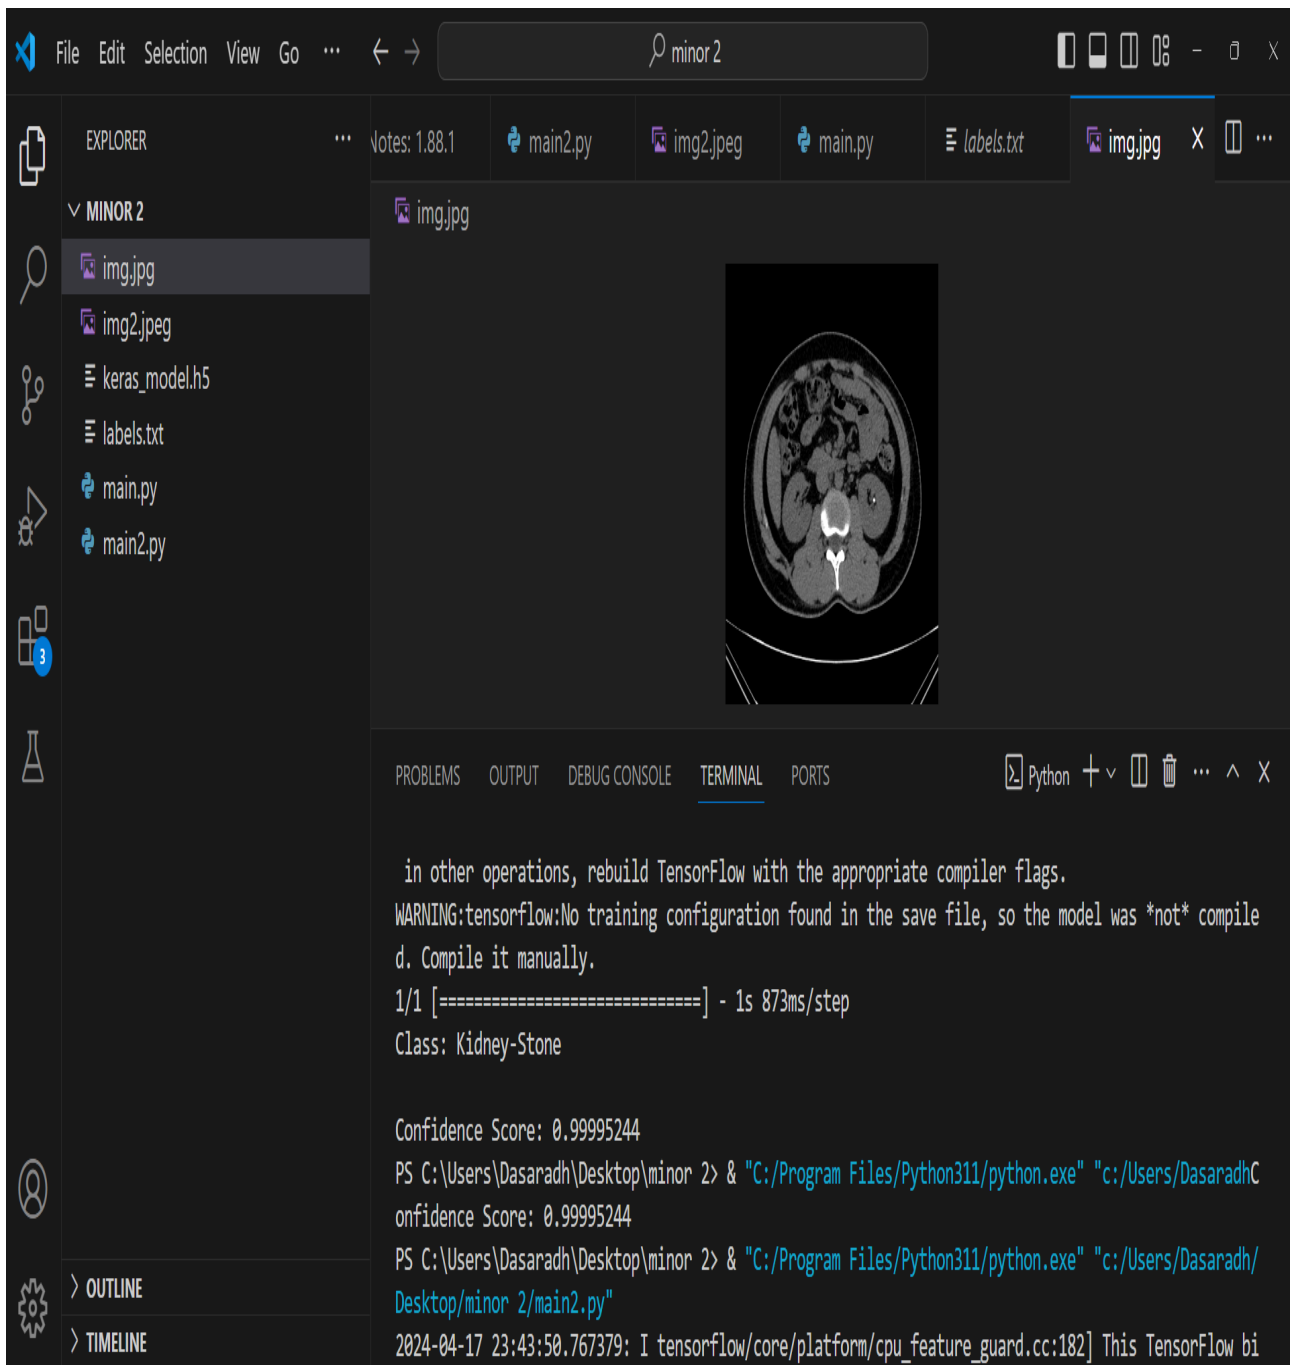 File Edit Selection View Go ··· minor 2
EXPLORER ···
Notes: 1.88.1 main2.py img2.jpeg main.py labels.txt img.jpg ···
MINOR 2
img.jpg
img.jpg
img2.jpeg
keras_model.h5
labels.txt
main.py
main2.py
3
OUTLINE
TIMELINE
PROBLEMS OUTPUT DEBUG CONSOLE TERMINAL PORTS Python ···
in other operations, rebuild TensorFlow with the appropriate compiler flags.
WARNING:tensorflow:No training configuration found in the save file, so the model was *not* compile
d. Compile it manually.
1/1 [==============================] - 1s 873ms/step
Class: Kidney-Stone
Confidence Score: 0.99995244
PS C:\Users\Dasaradh\Desktop\minor 2> & "C:/Program Files/Python311/python.exe" "c:/Users/DasaradhC
onfidence Score: 0.99995244
PS C:\Users\Dasaradh\Desktop\minor 2> & "C:/Program Files/Python311/python.exe" "c:/Users/Dasaradh/
Desktop/minor 2/main2.py"
2024-04-17 23:43:50.767379: I tensorflow/core/platform/cpu_feature_guard.cc:182] This TensorFlow bi